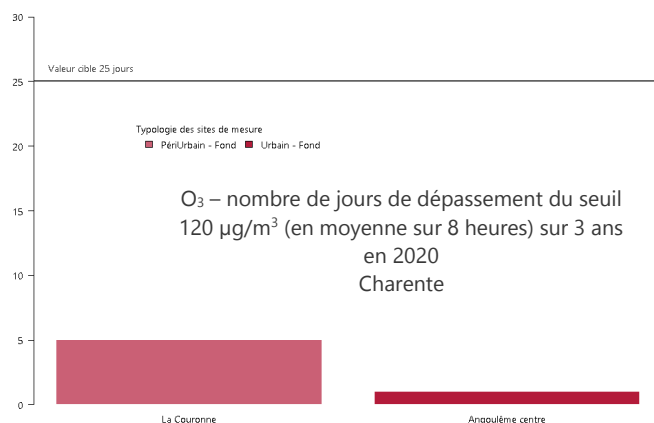 30
Valeur cible 25 jours
25
Typologie des sites de mesure
PériUrbain - Fond Urbain - Fond
20
O₃ – nombre de jours de dépassement du seuil
120 µg/m³ (en moyenne sur 8 heures) sur 3 ans
en 2020
Charente
15
10
5
0
La Couronne Angoulême centre